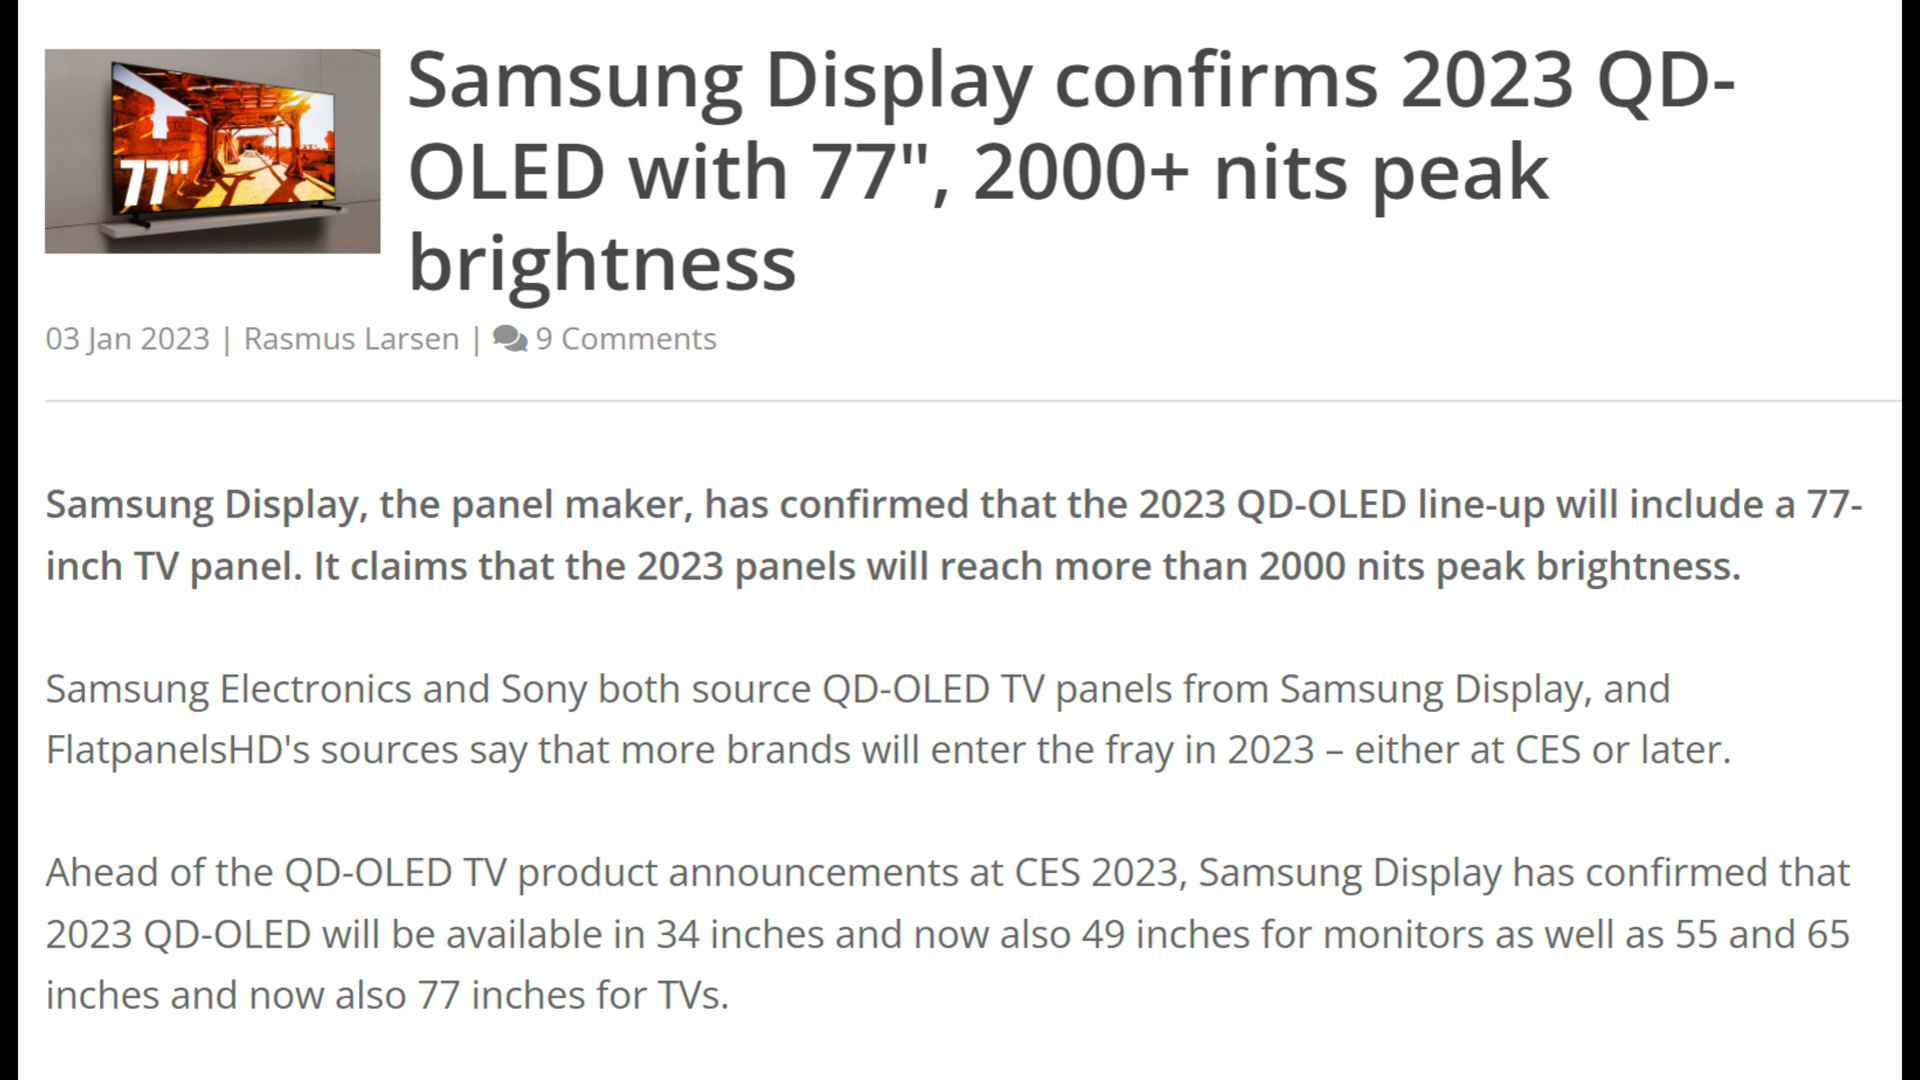 77"
Samsung Display confirms 2023 QD-
OLED with 77", 2000+ nits peak
brightness
03 Jan 2023 | Rasmus Larsen | 9 Comments
Samsung Display, the panel maker, has confirmed that the 2023 QD-OLED line-up will include a 77-
inch TV panel. It claims that the 2023 panels will reach more than 2000 nits peak brightness.
Samsung Electronics and Sony both source QD-OLED TV panels from Samsung Display, and
FlatpanelsHD's sources say that more brands will enter the fray in 2023 – either at CES or later.
Ahead of the QD-OLED TV product announcements at CES 2023, Samsung Display has confirmed that
2023 QD-OLED will be available in 34 inches and now also 49 inches for monitors as well as 55 and 65
inches and now also 77 inches for TVs.